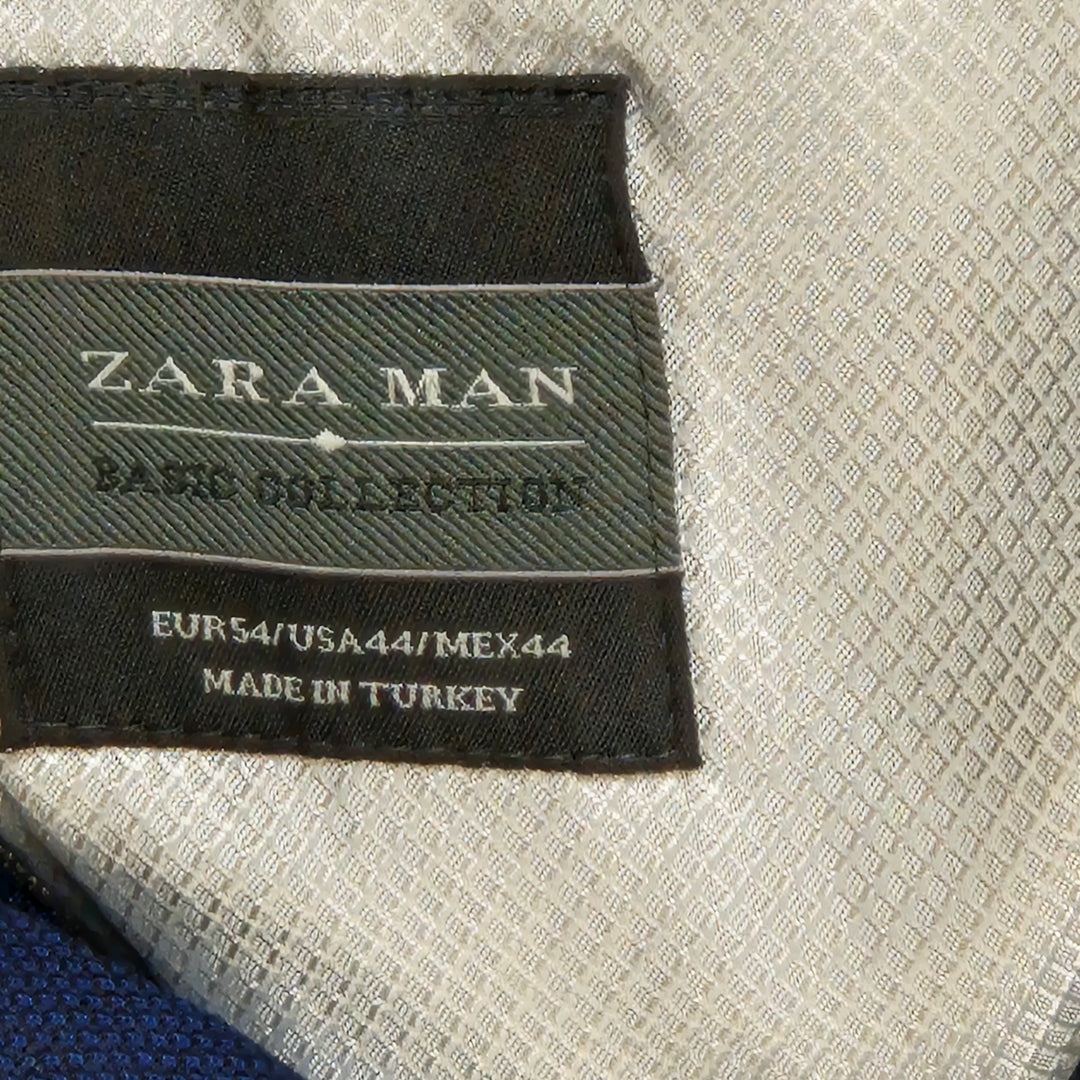 ZARA MAN
BASIC COLLECTION
EUR54/USA44/MEX44
MADE IN TURKEY